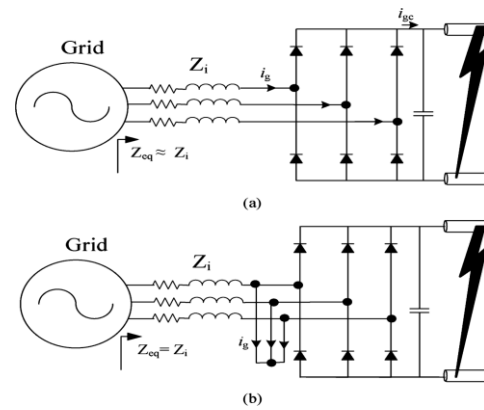 i_gc
Grid
Z_i
i_g
Z_eq ≈ Z_i
(a)
Grid
Z_i
i_g
Z_eq = Z_i
(b)